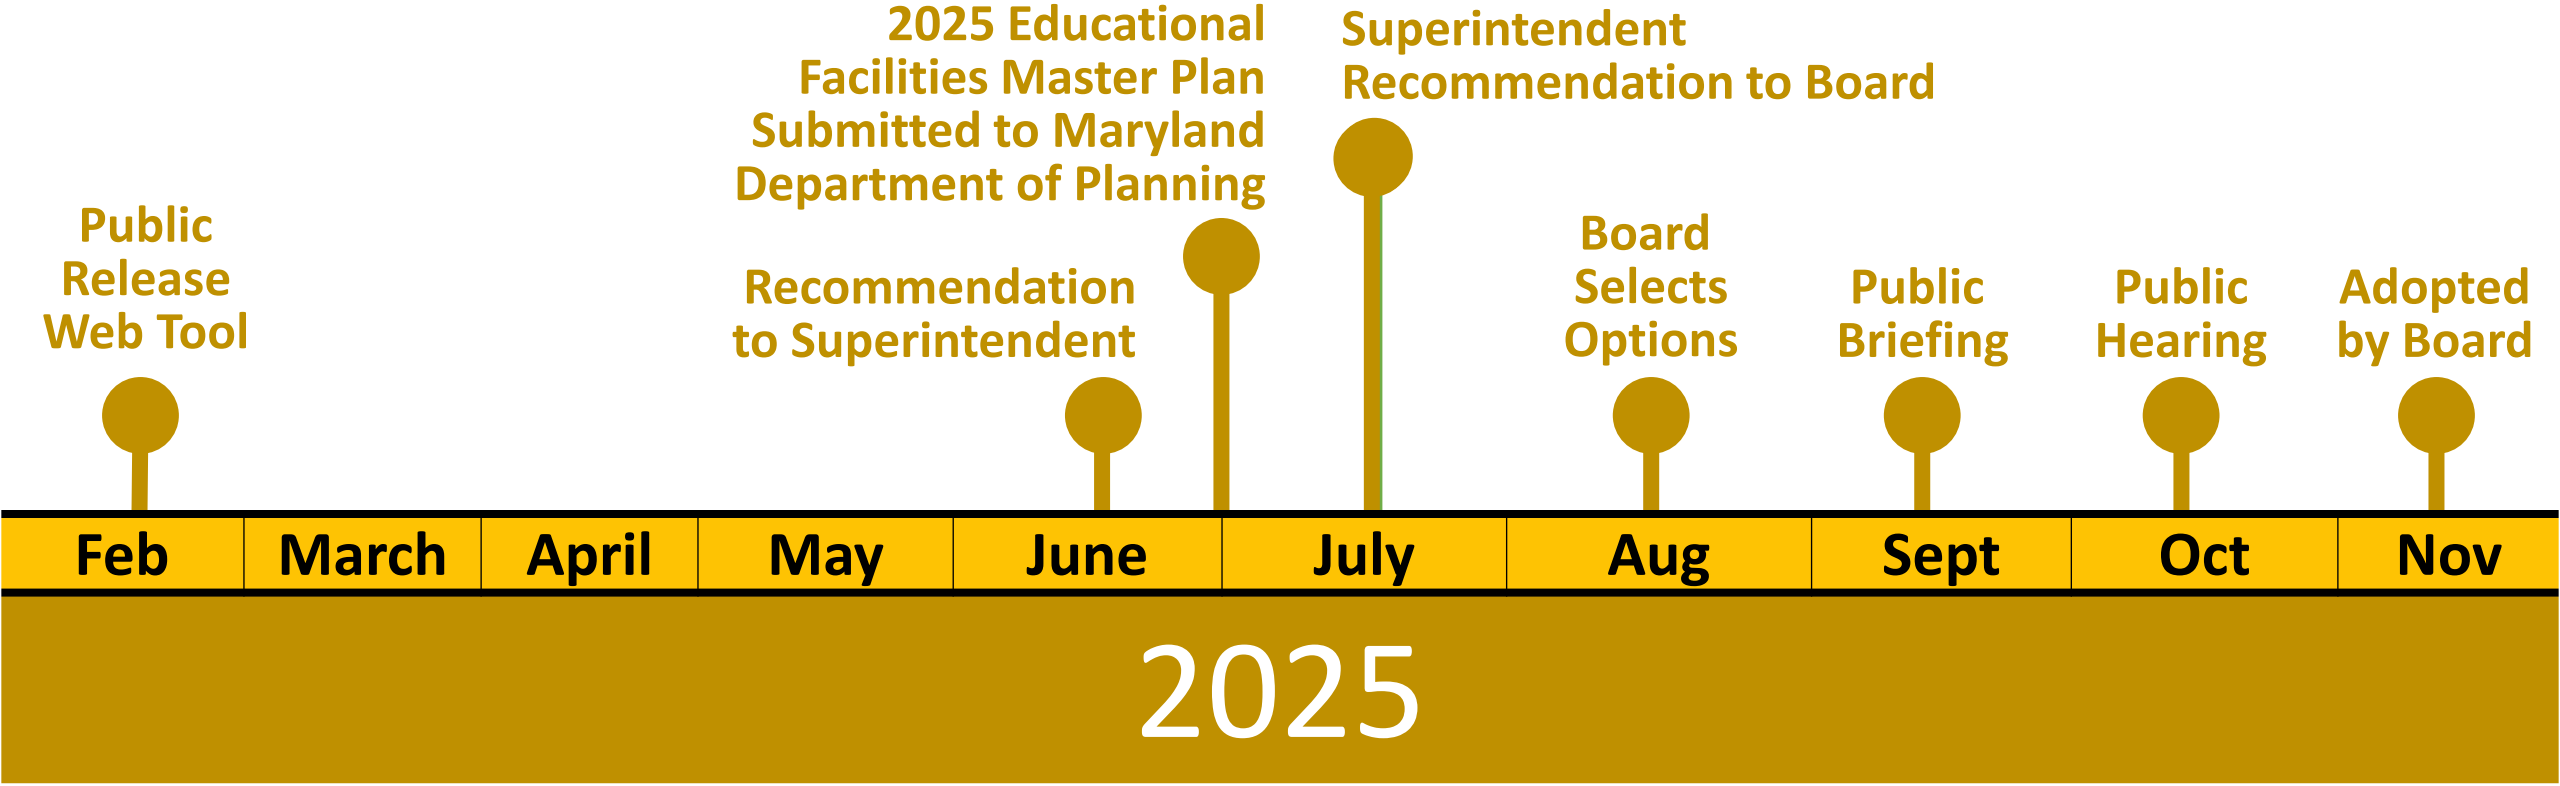 Public
Release
Web Tool
Recommendation
to Superintendent
2025 Educational
Facilities Master Plan
Submitted to Maryland
Department of Planning
Superintendent
Recommendation to Board
Board
Selects
Options
Public
Briefing
Public
Hearing
Adopted
by Board
Feb March April May June July Aug Sept Oct Nov
2025